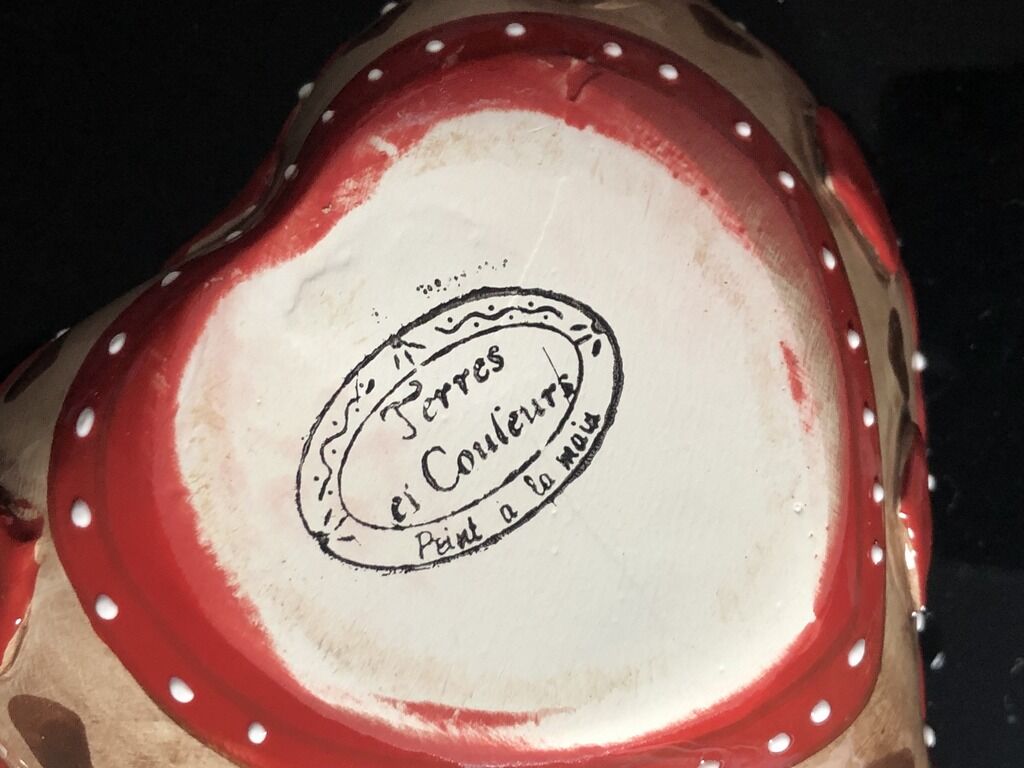 Terres
et Couleurs
Peint à la main